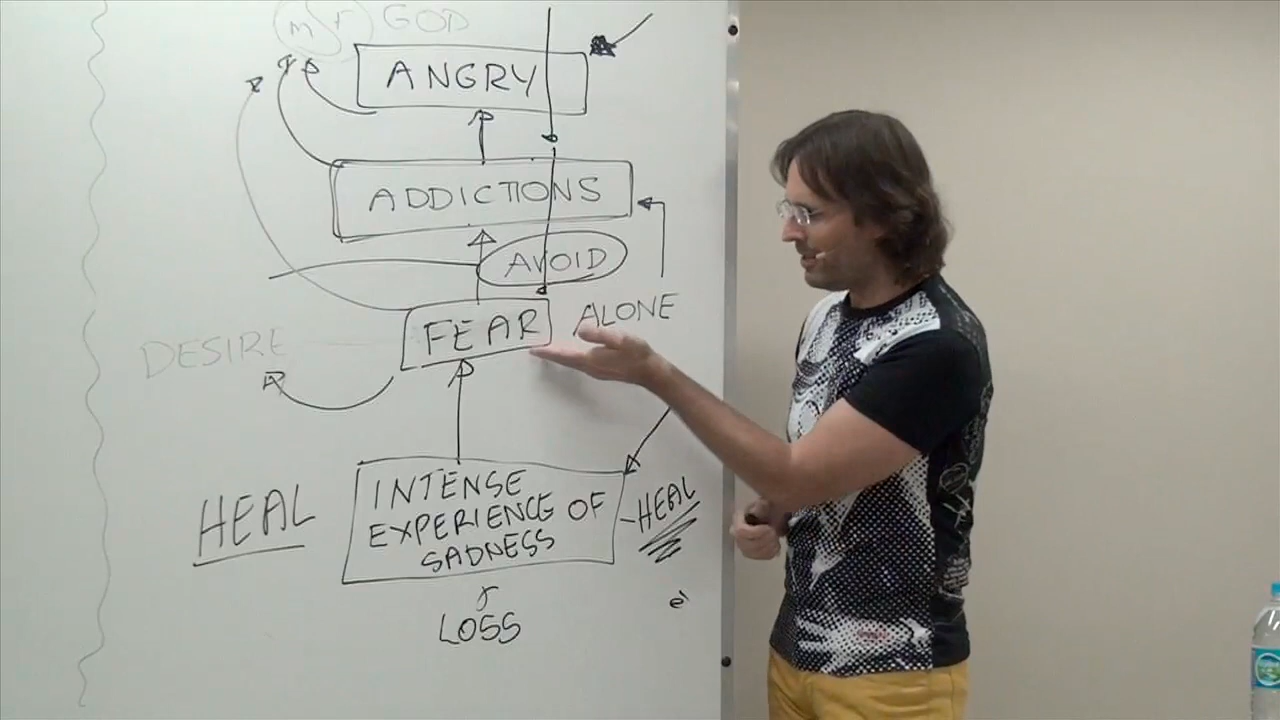 GOD
ANGRY
ADDICTIONS
AVOID
FEAR
ALONE
DESIRE
INTENSE
EXPERIENCE OF
SADNESS
HEAL
-HEAL
LOSS